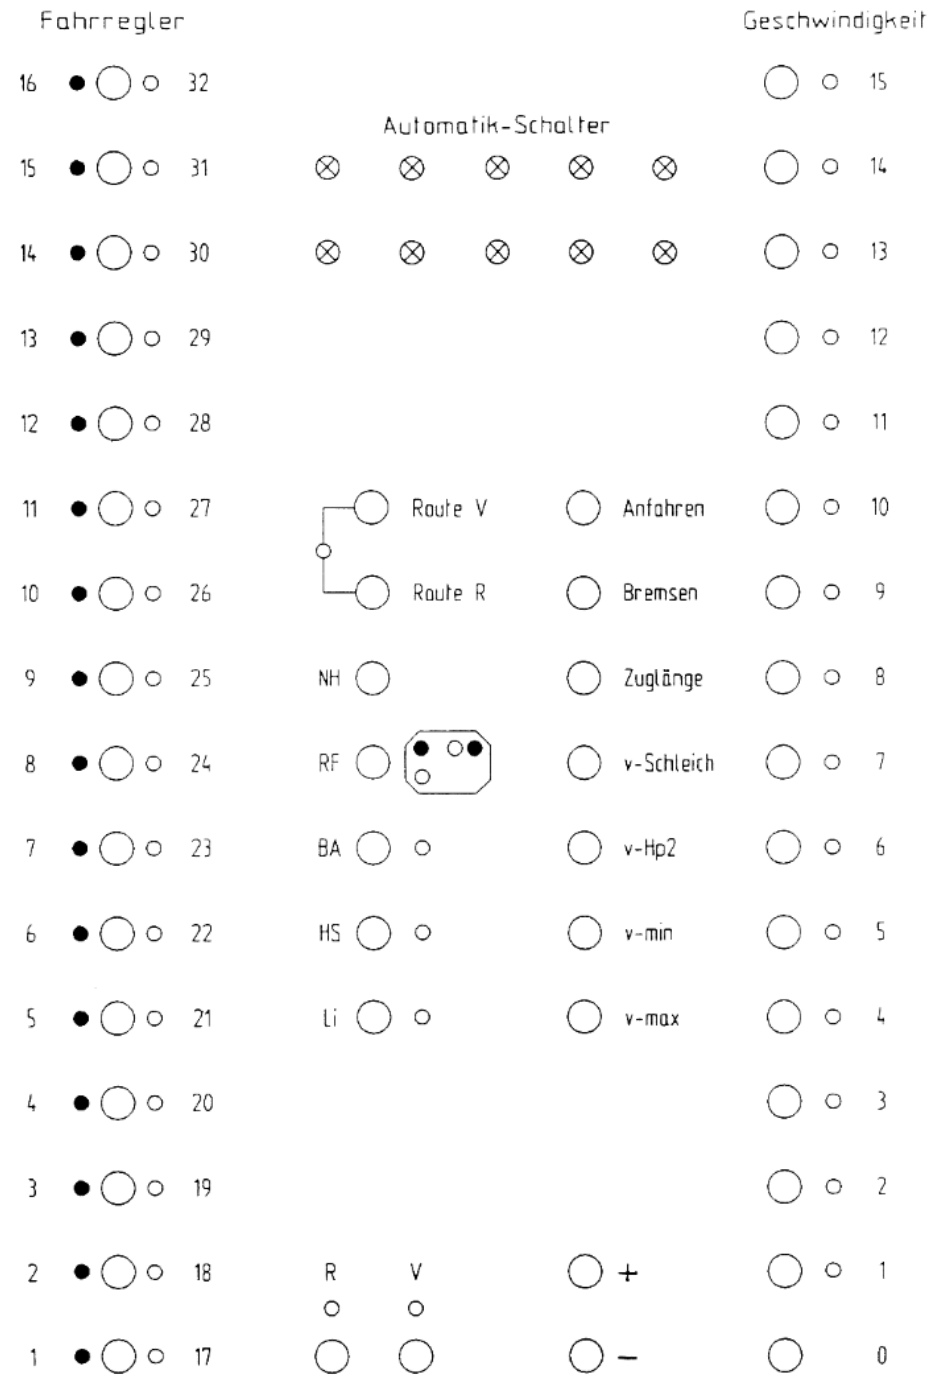 Fahrregler Geschwindigkeit
16 32 15
Automatik-Schalter
15 31 14
14 30 13
13 29 12
12 28 11
11 27 Route V Anfahren 10
10 26 Route R Bremsen 9
9 25 NH Zuglänge 8
8 24 RF v-Schleich 7
7 23 BA v-Hp2 6
6 22 HS v-min 5
5 21 Li v-max 4
4 20 3
3 19 2
2 18 R V + 1
1 17 - 0